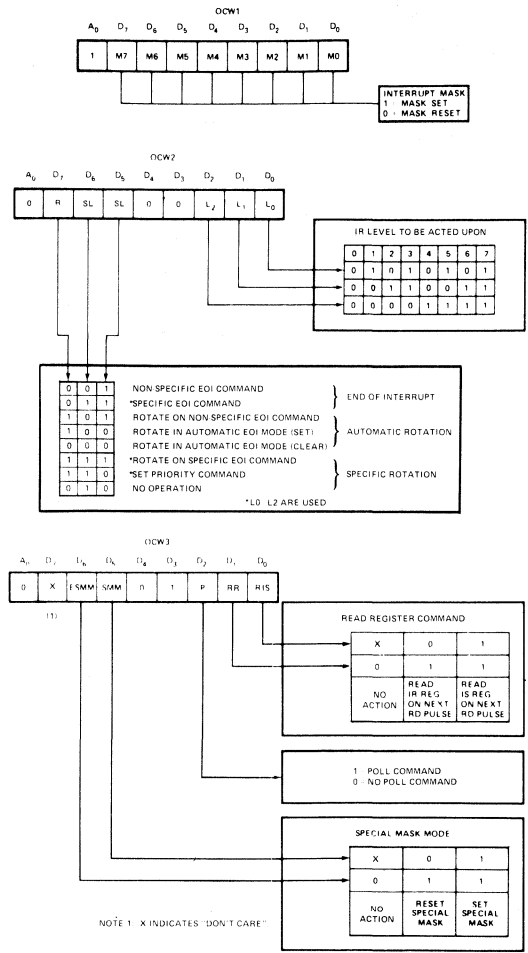 OCW1
A0 D7 D6 D5 D4 D3 D2 D1 D0
1 M7 M6 M5 M4 M3 M2 M1 M0
INTERRUPT MASK
1 MASK SET
0 MASK RESET
OCW2
A0 D7 D6 D5 D4 D3 D2 D1 D0
0 R SL SL 0 0 L2 L1 L0
IR LEVEL TO BE ACTED UPON
0 1 2 3 4 5 6 7
0 1 0 1 0 1 0 1
0 0 1 1 0 0 1 1
0 0 0 0 1 1 1 1
0 0 1 NON-SPECIFIC EOI COMMAND
0 1 1 *SPECIFIC EOI COMMAND
END OF INTERRUPT
1 0 1 ROTATE ON NON-SPECIFIC EOI COMMAND
1 0 0 ROTATE IN AUTOMATIC EOI MODE (SET)
0 0 0 ROTATE IN AUTOMATIC EOI MODE (CLEAR)
AUTOMATIC ROTATION
1 1 1 *ROTATE ON SPECIFIC EOI COMMAND
1 1 0 *SET PRIORITY COMMAND
0 1 0 NO OPERATION
SPECIFIC ROTATION
*L0 L2 ARE USED
OCW3
A0 D7 D6 D5 D4 D3 D2 D1 D0
0 X ESMM SMM 0 1 P RR RIS
(1)
READ REGISTER COMMAND
X 0 1
0 1 1
NO ACTION
READ IR REG ON NEXT RD PULSE
READ IS REG ON NEXT RD PULSE
1 POLL COMMAND
0 - NO POLL COMMAND
SPECIAL MASK MODE
X 0 1
0 1 1
NO ACTION
RESET SPECIAL MASK
SET SPECIAL MASK
NOTE 1 X INDICATES "DON'T CARE"